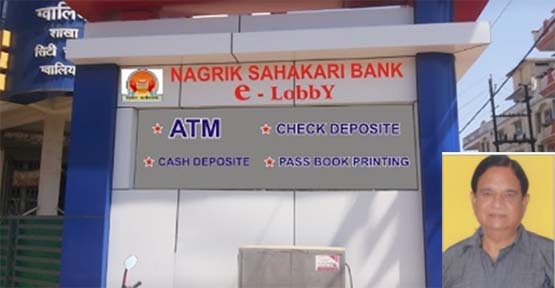 ग्वालि
शाखा
सिटी
ग्वालिय
NAGRIK SAHAKARI BANK
e - LobbY
ATM
CHECK DEPOSITE
CASH DEPOSITE
PASS BOOK PRINTING